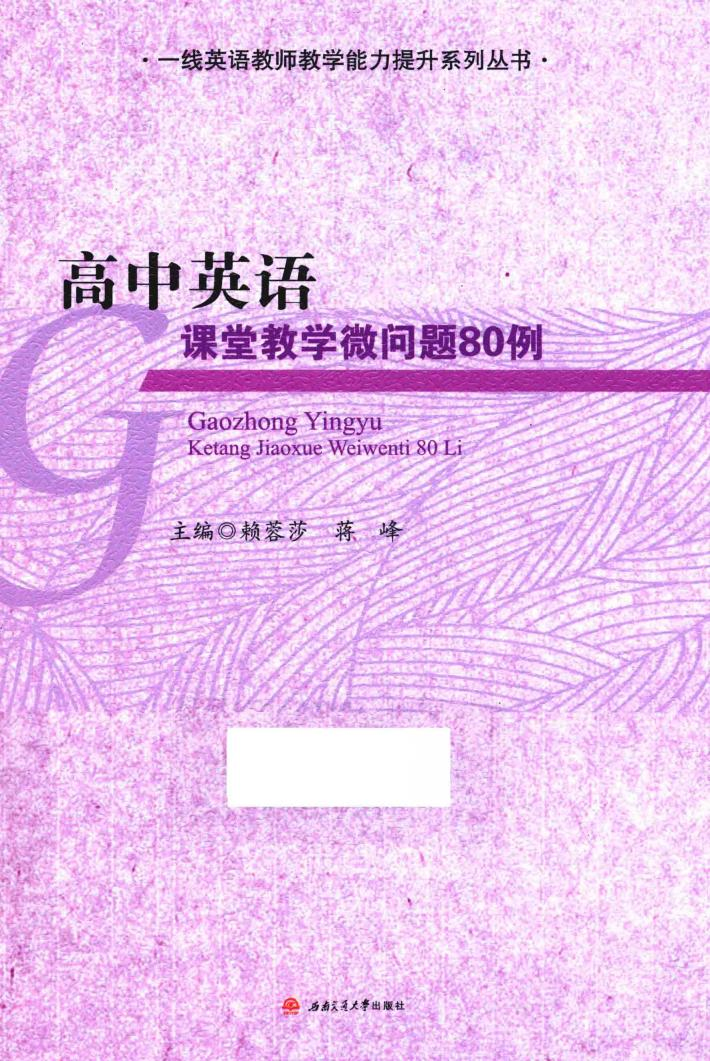 ·一线英语教师教学能力提升系列丛书·
高中英语
G
课堂教学微问题80例
Gaozhong Yingyu
Ketang Jiaoxue Weiwenti 80 Li
主编◎赖蓉莎 蒋 峰
西南交通大学出版社